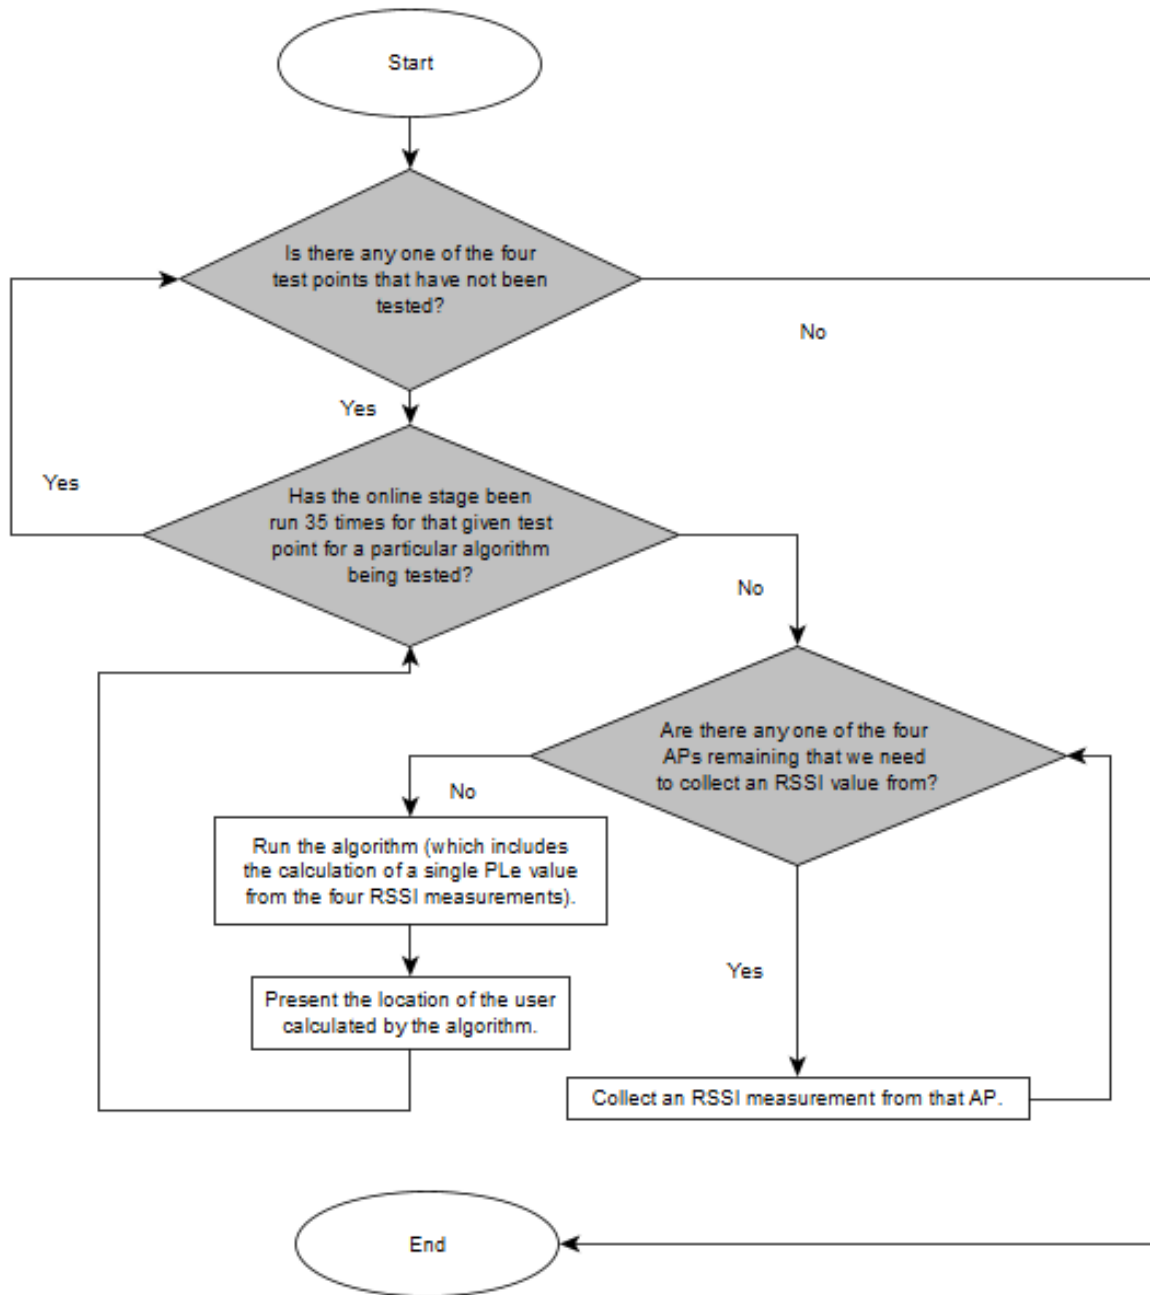 Start
Is there any one of the four
test points that have not been
tested?
No
Yes
Yes
Has the online stage been
run 35 times for that given test
point for a particular algorithm
being tested?
No
Are there any one of the four
APs remaining that we need
to collect an RSSI value from?
No
Run the algorithm (which includes
the calculation of a single PLe value
from the four RSSI measurements).
Yes
Present the location of the user
calculated by the algorithm.
Collect an RSSI measurement from that AP.
End